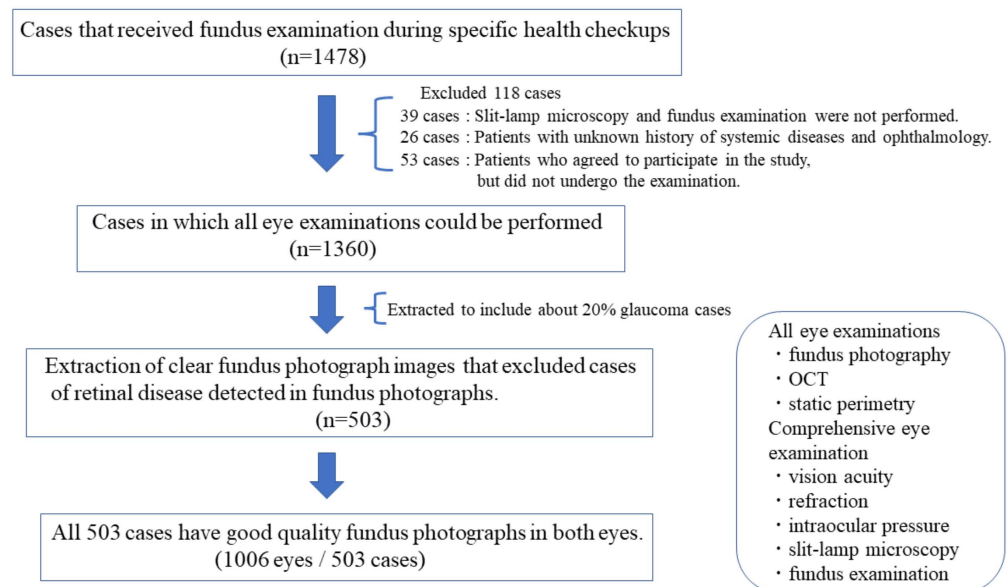 Cases that received fundus examination during specific health checkups
(n=1478)
Excluded 118 cases
39 cases : Slit-lamp microscopy and fundus examination were not performed.
26 cases : Patients with unknown history of systemic diseases and ophthalmology.
53 cases : Patients who agreed to participate in the study,
but did not undergo the examination.
Cases in which all eye examinations could be performed
(n=1360)
Extracted to include about 20% glaucoma cases
Extraction of clear fundus photograph images that excluded cases
of retinal disease detected in fundus photographs.
(n=503)
All 503 cases have good quality fundus photographs in both eyes.
(1006 eyes / 503 cases)
All eye examinations
・fundus photography
・OCT
・static perimetry
Comprehensive eye
examination
・vision acuity
・refraction
・intraocular pressure
・slit-lamp microscopy
・fundus examination